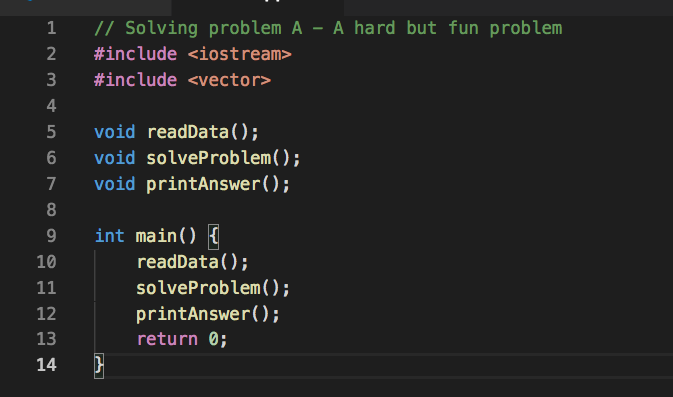 1 // Solving problem A - A hard but fun problem
2 #include <iostream>
3 #include <vector>
4
5 void readData();
6 void solveProblem();
7 void printAnswer();
8
9 int main() {
10     readData();
11     solveProblem();
12     printAnswer();
13     return 0;
14 }